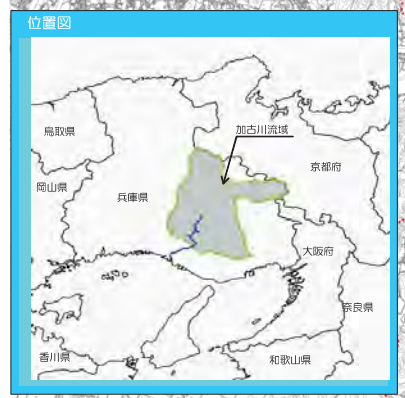 位置図
加古川流域
鳥取県
京都府
岡山県
兵庫県
大阪府
奈良県
香川県
和歌山県